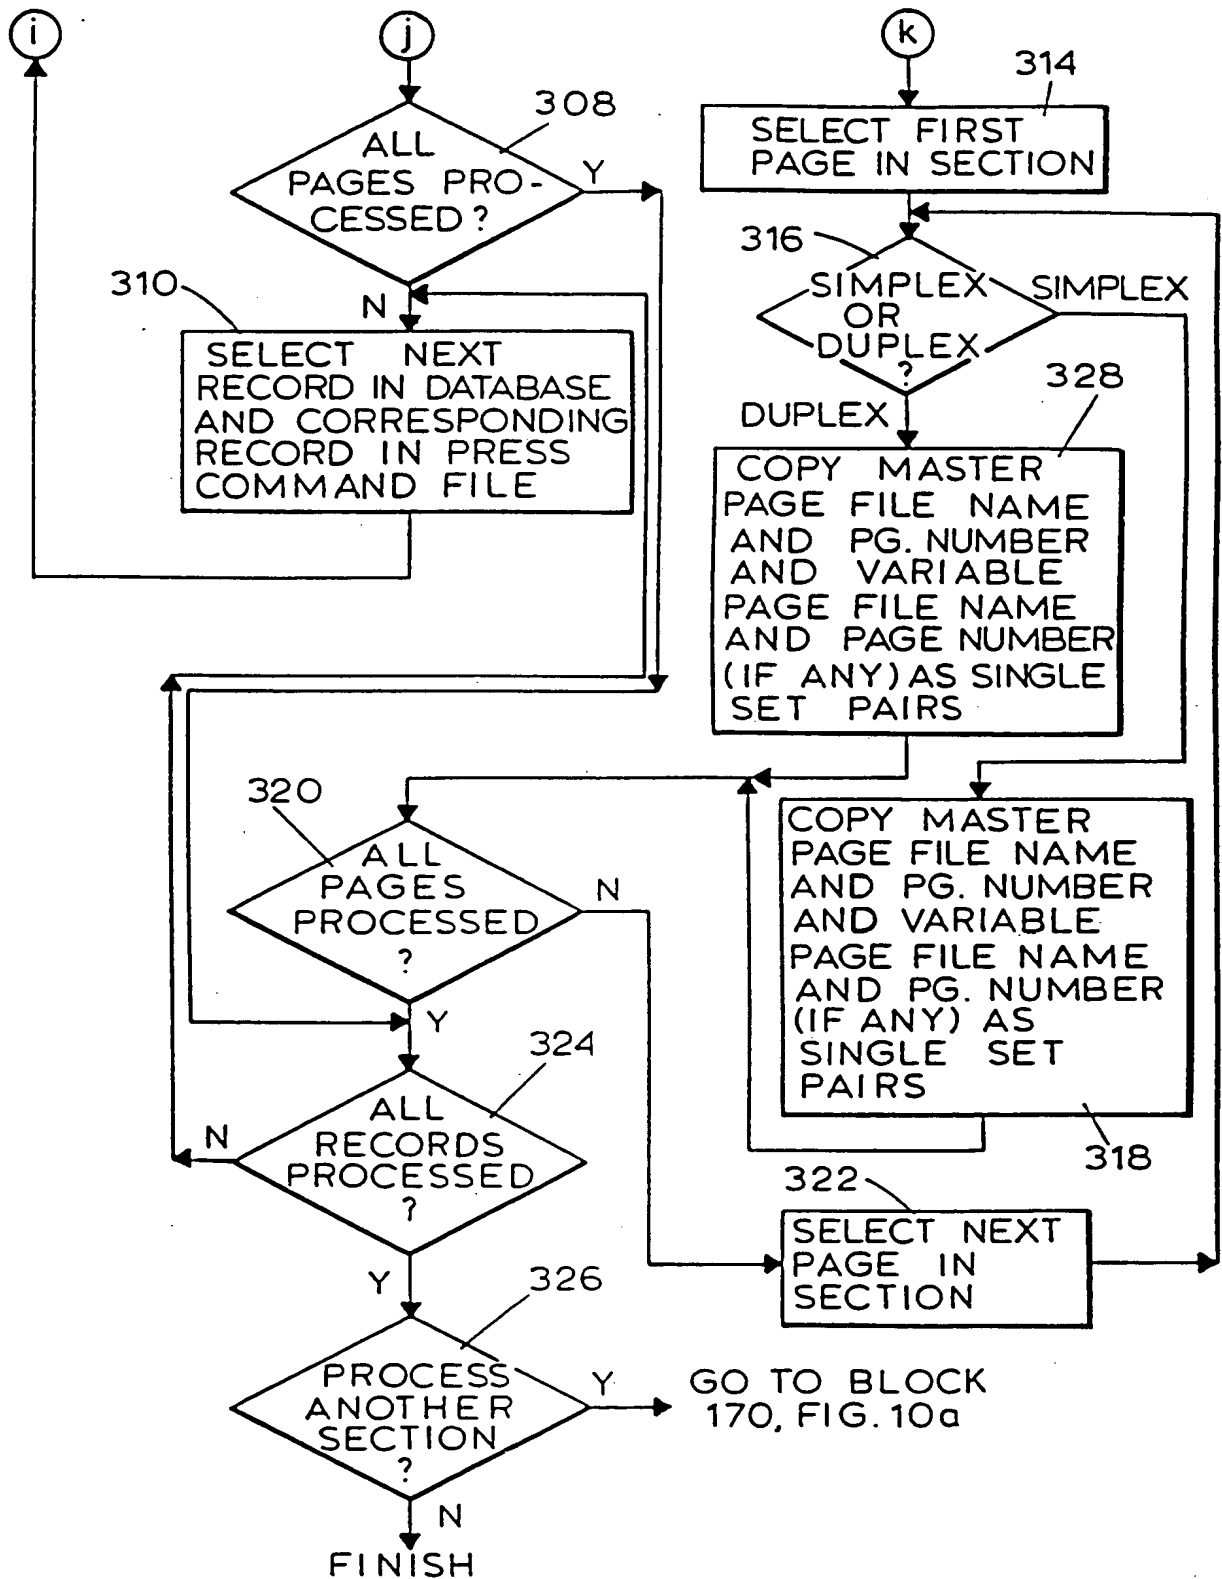 i
j
k
308
ALL
PAGES PRO-
CESSED?
Y
N
310
SELECT NEXT
RECORD IN DATABASE
AND CORRESPONDING
RECORD IN PRESS
COMMAND FILE
314
SELECT FIRST
PAGE IN SECTION
316
SIMPLEX
OR
DUPLEX
?
SIMPLEX
DUPLEX
328
COPY MASTER
PAGE FILE NAME
AND PG. NUMBER
AND VARIABLE
PAGE FILE NAME
AND PAGE NUMBER
(IF ANY) AS SINGLE
SET PAIRS
COPY MASTER
PAGE FILE NAME
AND PG. NUMBER
AND VARIABLE
PAGE FILE NAME
AND PG. NUMBER
(IF ANY) AS
SINGLE SET
PAIRS
318
320
ALL
PAGES
PROCESSED
?
N
Y
322
SELECT NEXT
PAGE IN
SECTION
324
ALL
RECORDS
PROCESSED
?
N
Y
326
PROCESS
ANOTHER
SECTION
?
Y
GO TO BLOCK
170, FIG. 10a
N
FINISH